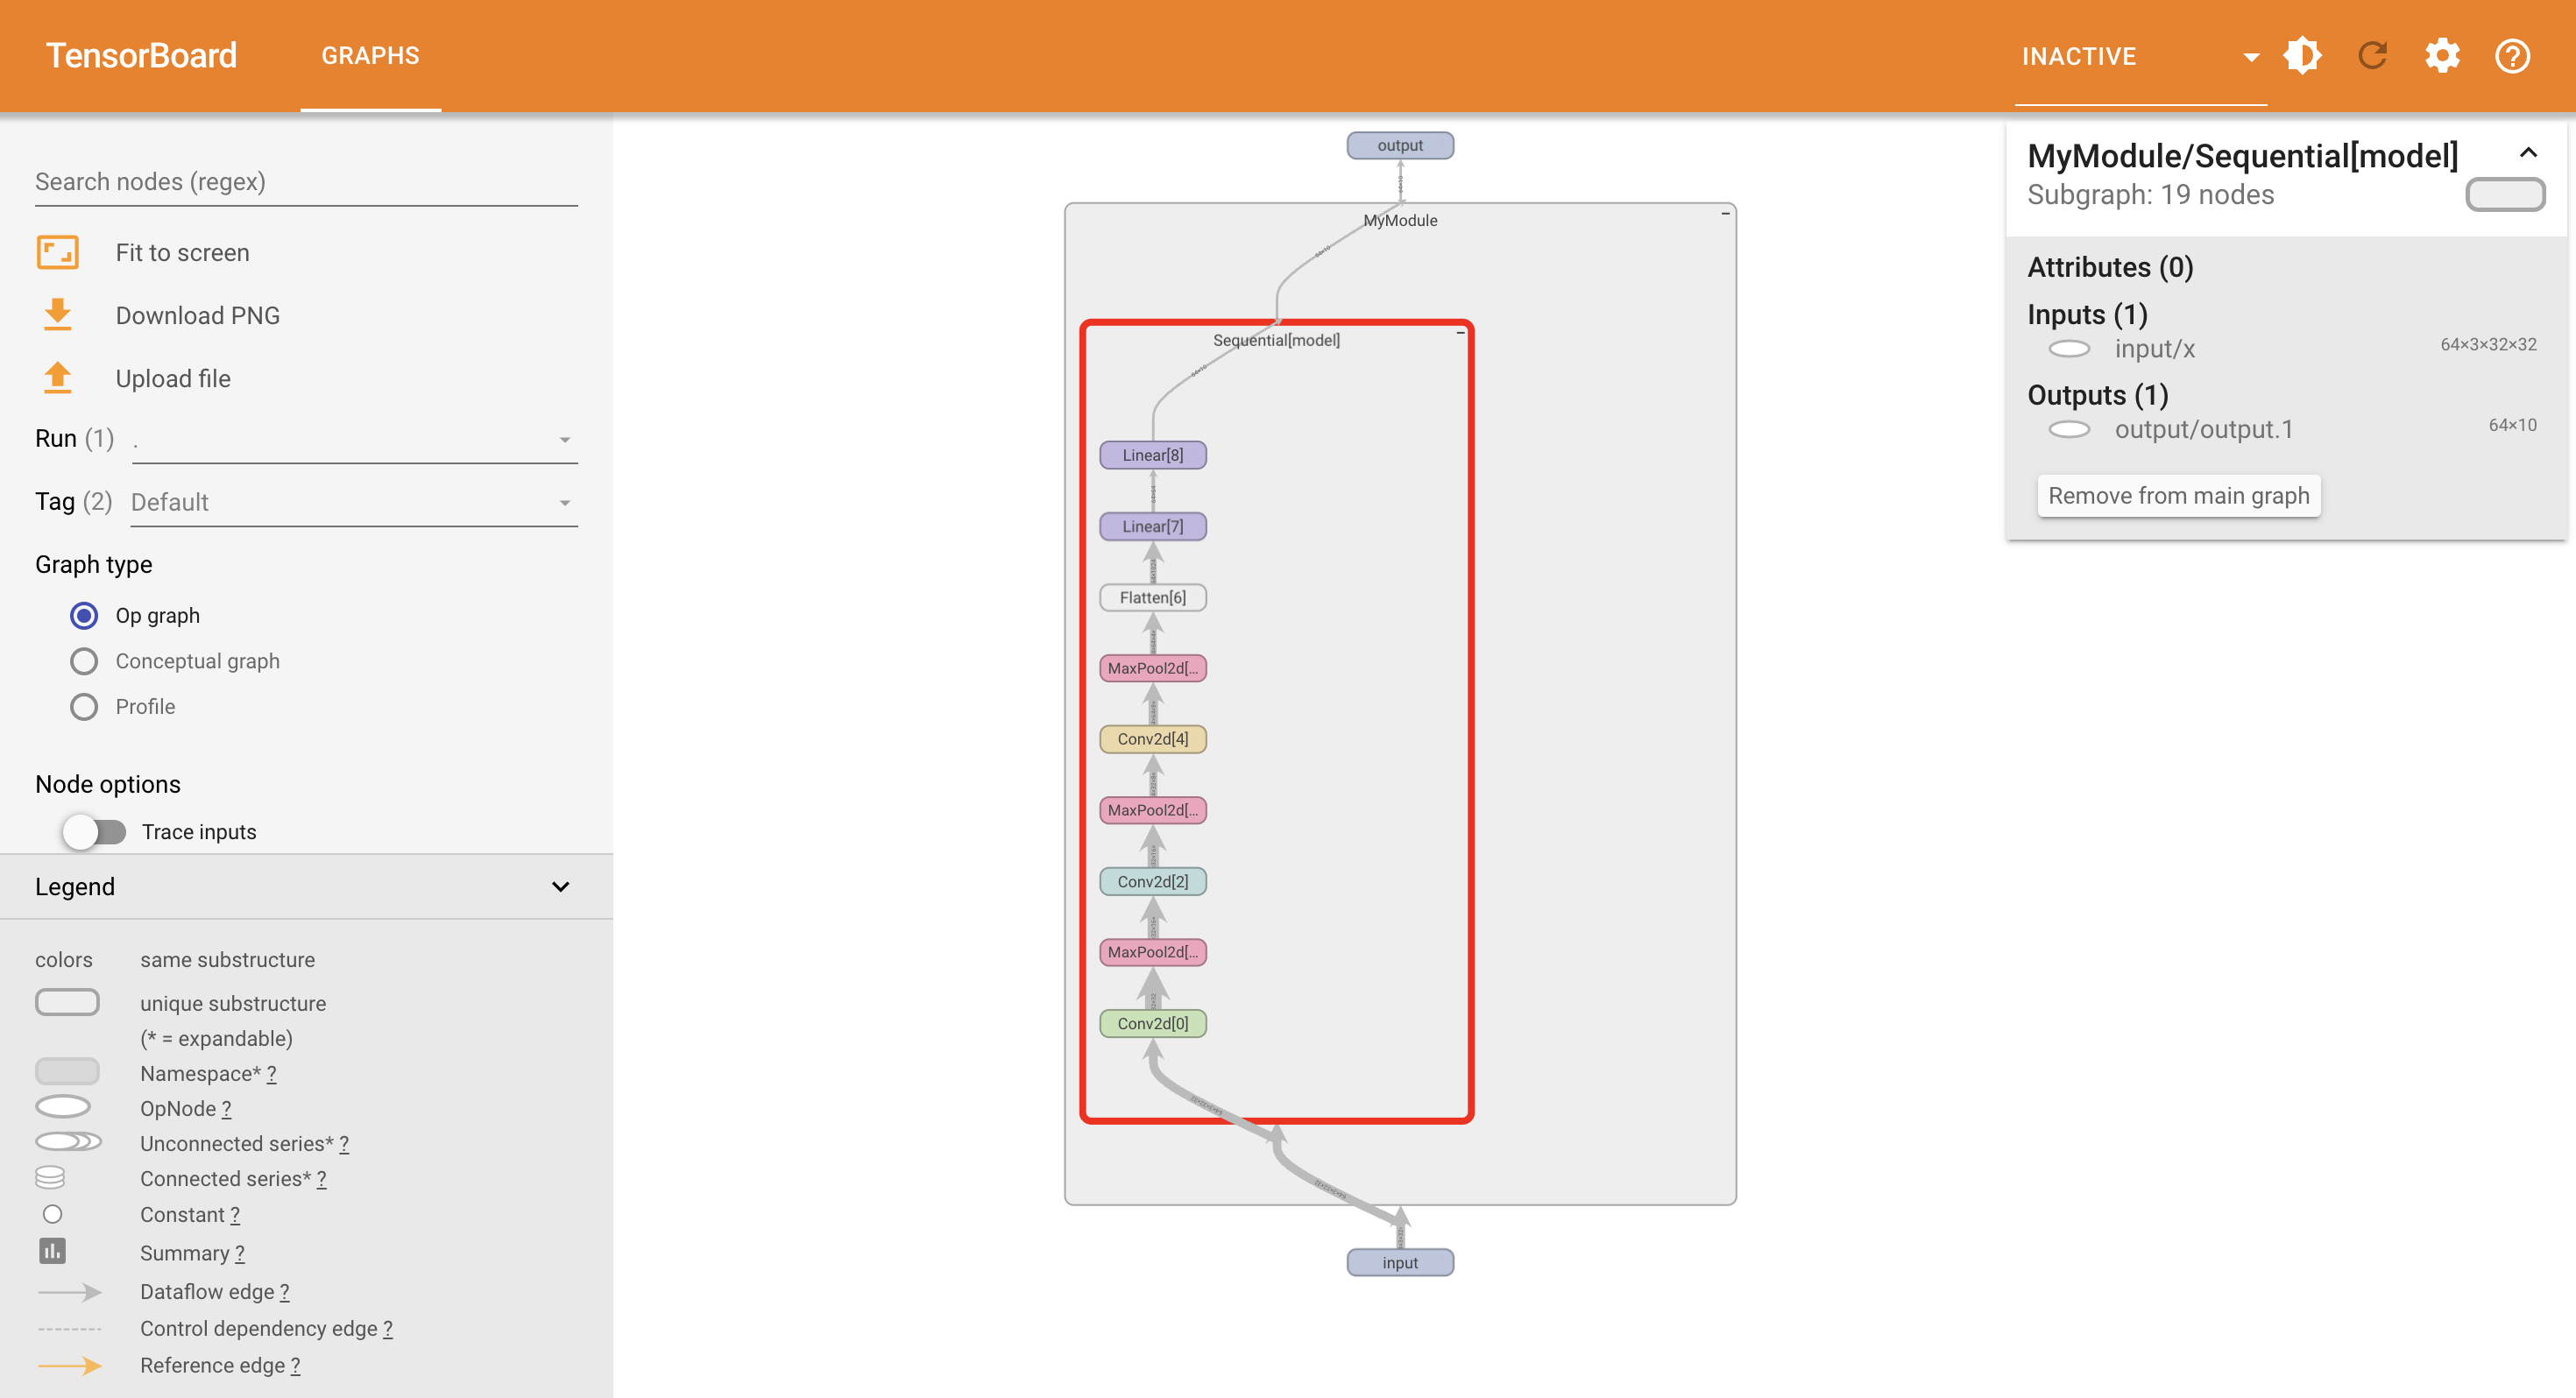 TensorBoard
GRAPHS
INACTIVE
Search nodes (regex)
Fit to screen
Download PNG
Upload file
Run (1) .
Tag (2) Default
Graph type
Op graph
Conceptual graph
Profile
Node options
Trace inputs
Legend
colors same substructure
unique substructure
(* = expandable)
Namespace* ?
OpNode ?
Unconnected series* ?
Connected series* ?
Constant ?
Summary ?
Dataflow edge ?
Control dependency edge ?
Reference edge ?
output
MyModule
Sequential[model]
Linear[8]
Linear[7]
Flatten[6]
MaxPool2d[...
Conv2d[4]
MaxPool2d[...
Conv2d[2]
MaxPool2d[...
Conv2d[0]
input
MyModule/Sequential[model]
Subgraph: 19 nodes
Attributes (0)
Inputs (1)
input/x 64×3×32×32
Outputs (1)
output/output.1 64×10
Remove from main graph